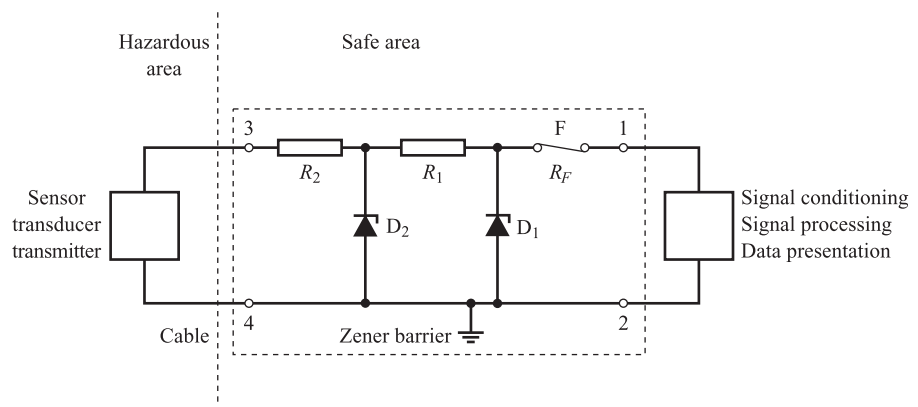 Hazardous
area
Safe area
3
F
1
R2
R1
RF
Sensor
transducer
transmitter
D2
D1
Signal conditioning
Signal processing
Data presentation
4
2
Cable
Zener barrier